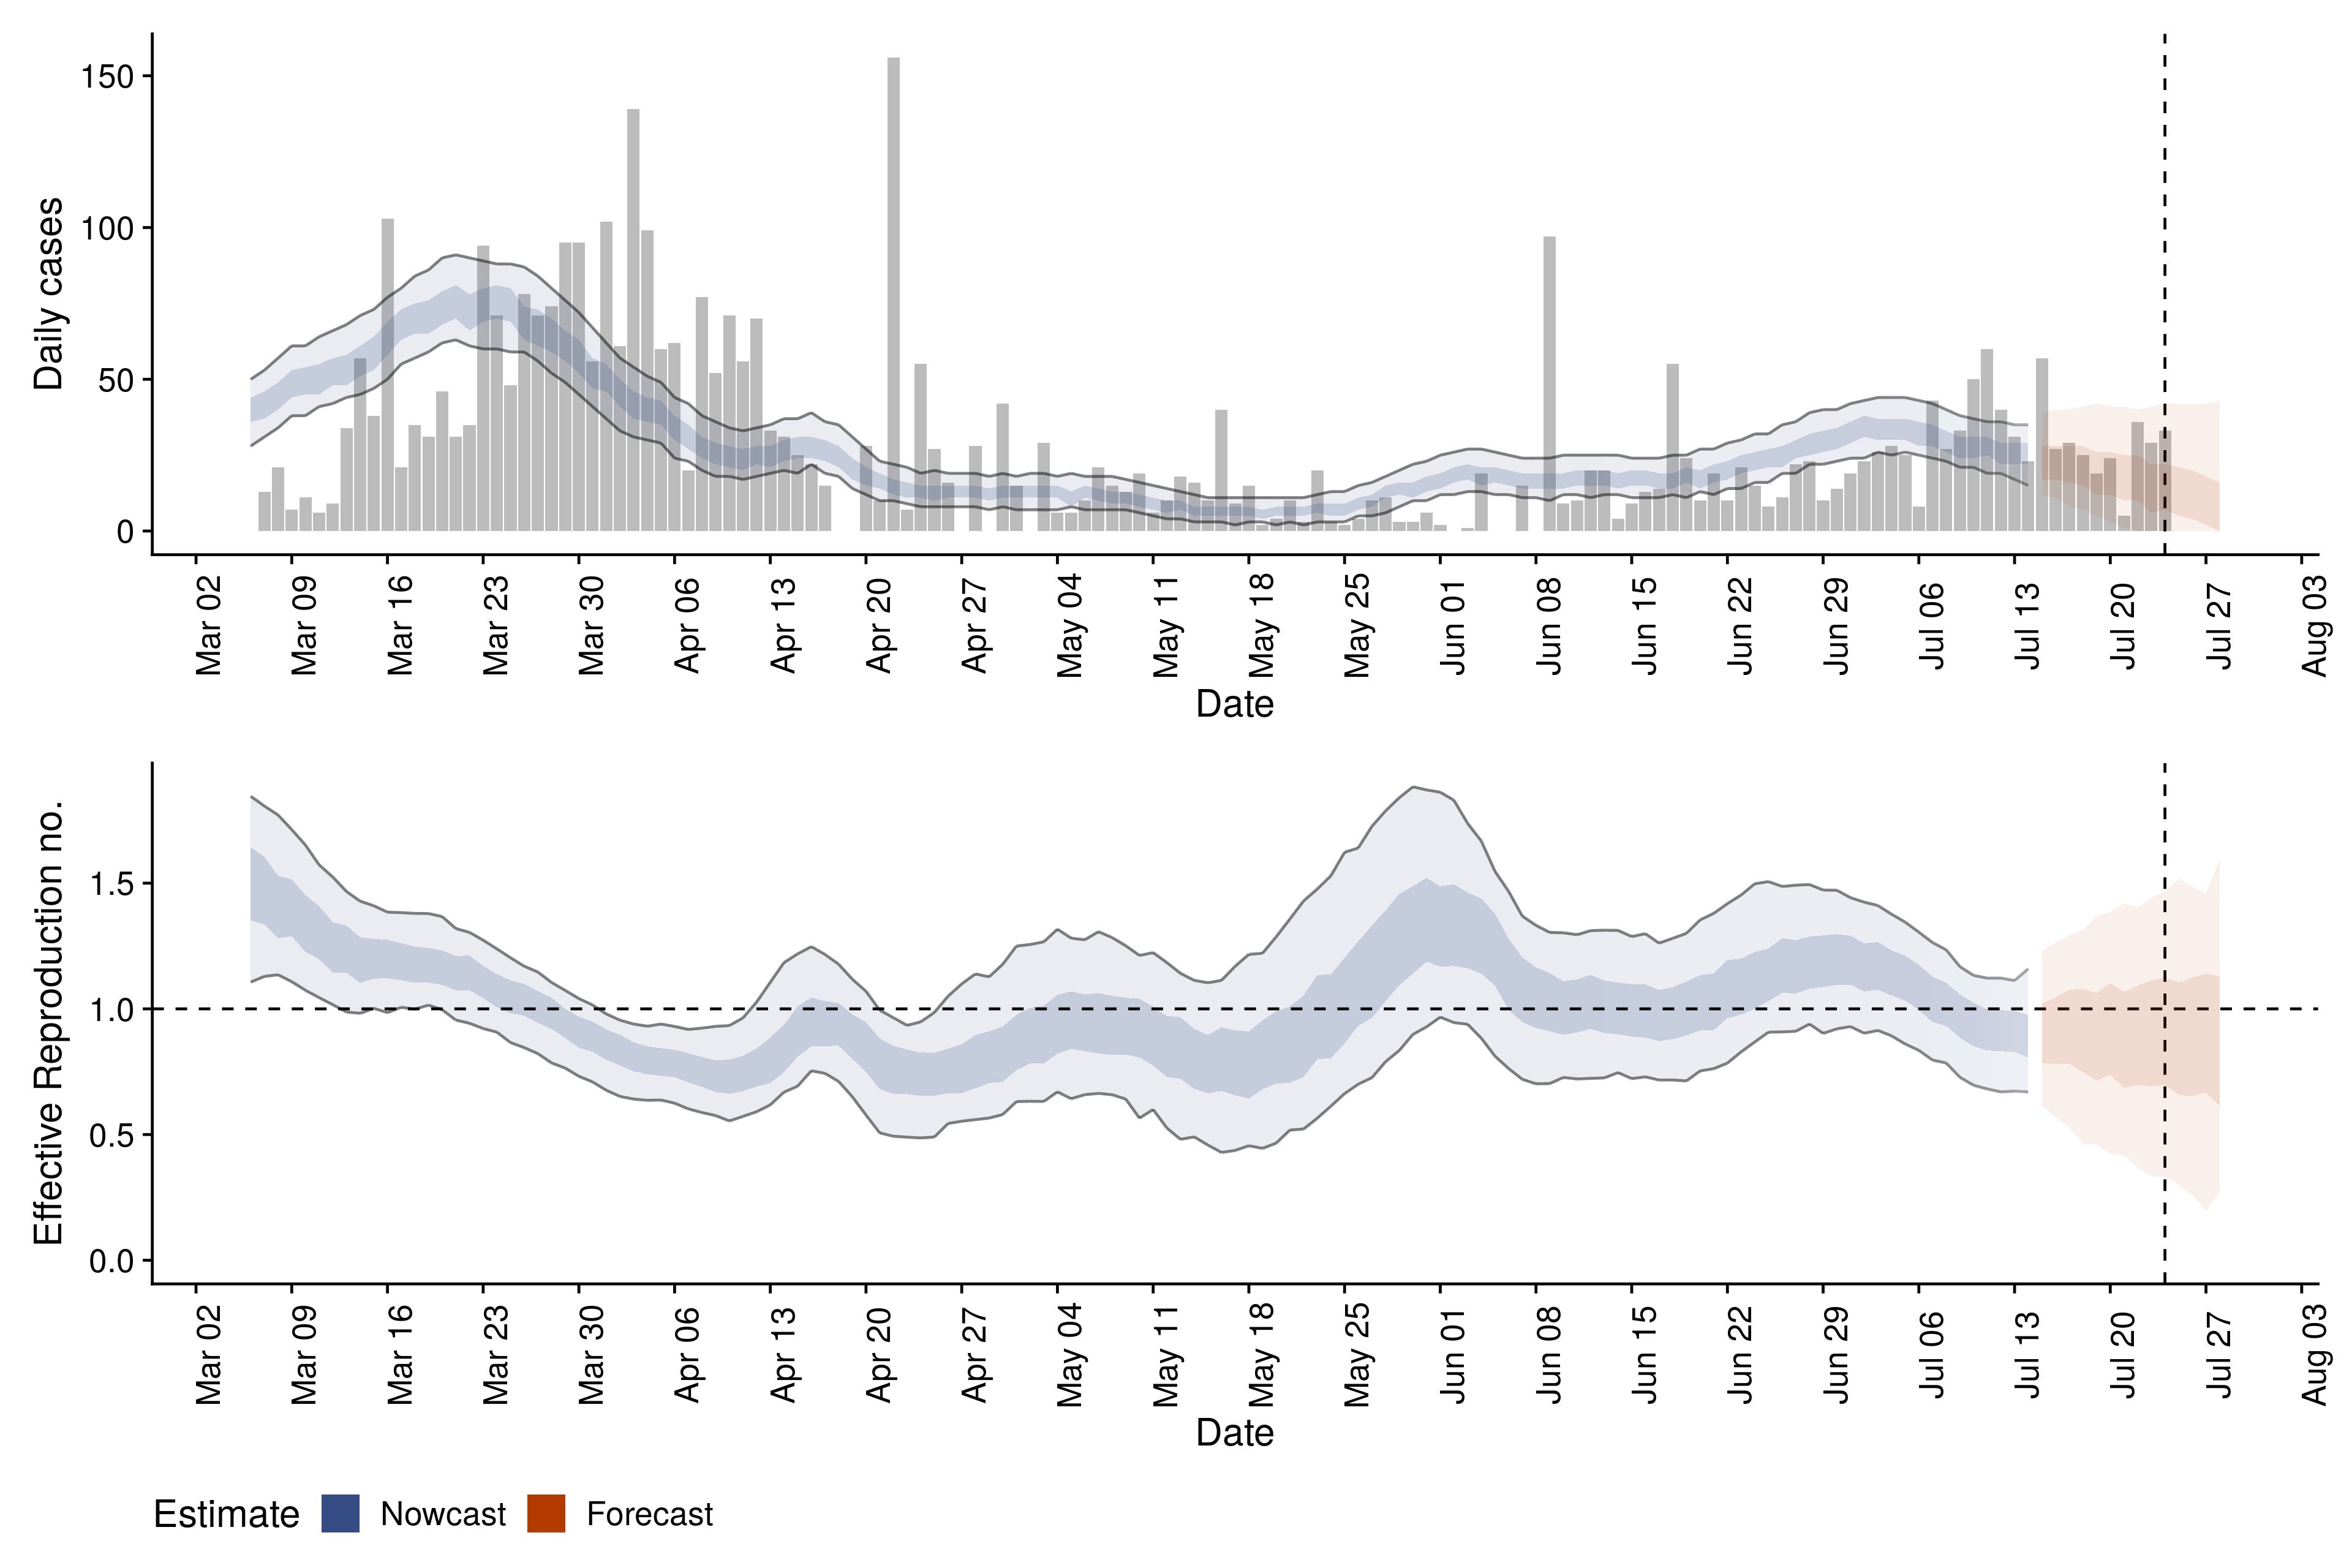 Daily cases
150
100
50
0
Mar 02
Mar 09
Mar 16
Mar 23
Mar 30
Apr 06
Apr 13
Apr 20
Apr 27
May 04
May 11
May 18
May 25
Jun 01
Jun 08
Jun 15
Jun 22
Jun 29
Jul 06
Jul 13
Jul 20
Jul 27
Aug 03
Date
Effective Reproduction no.
1.5
1.0
0.5
0.0
Mar 02
Mar 09
Mar 16
Mar 23
Mar 30
Apr 06
Apr 13
Apr 20
Apr 27
May 04
May 11
May 18
May 25
Jun 01
Jun 08
Jun 15
Jun 22
Jun 29
Jul 06
Jul 13
Jul 20
Jul 27
Aug 03
Date
Estimate Nowcast Forecast